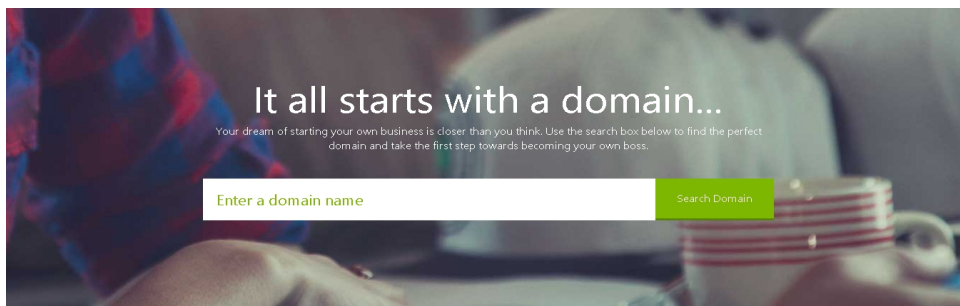 It all starts with a domain...
Your dream of starting your own business is closer than you think. Use the search box below to find the perfect
domain and take the first step towards becoming your own boss.
Enter a domain name
Search Domain